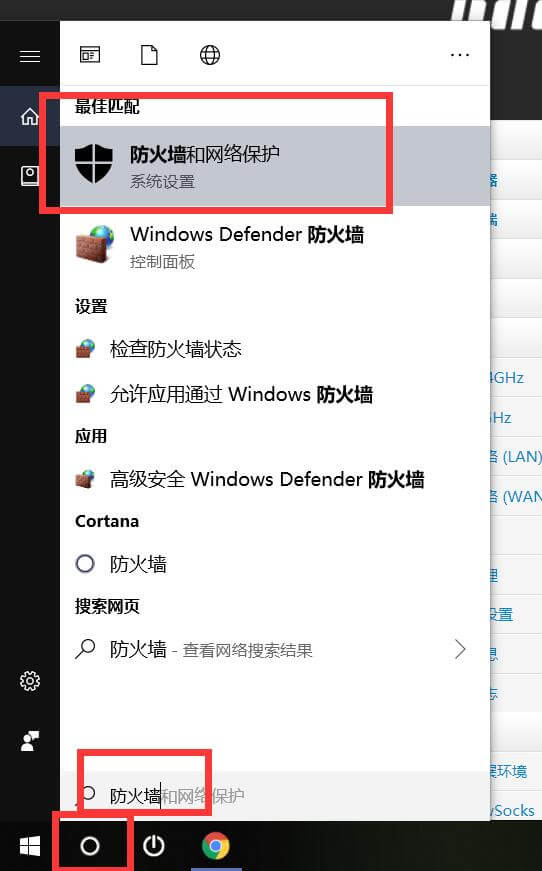 最佳匹配
防火墙和网络保护
系统设置
Windows Defender 防火墙
控制面板
设置
检查防火墙状态
允许应用通过 Windows 防火墙
应用
高级安全 Windows Defender 防火墙
Cortana
防火墙
搜索网页
防火墙 - 查看网络搜索结果
防火墙和网络保护
器
端
4GHz
Hz
络 (LAN)
络 (WAN
理
设置
息
志
环境
Socks